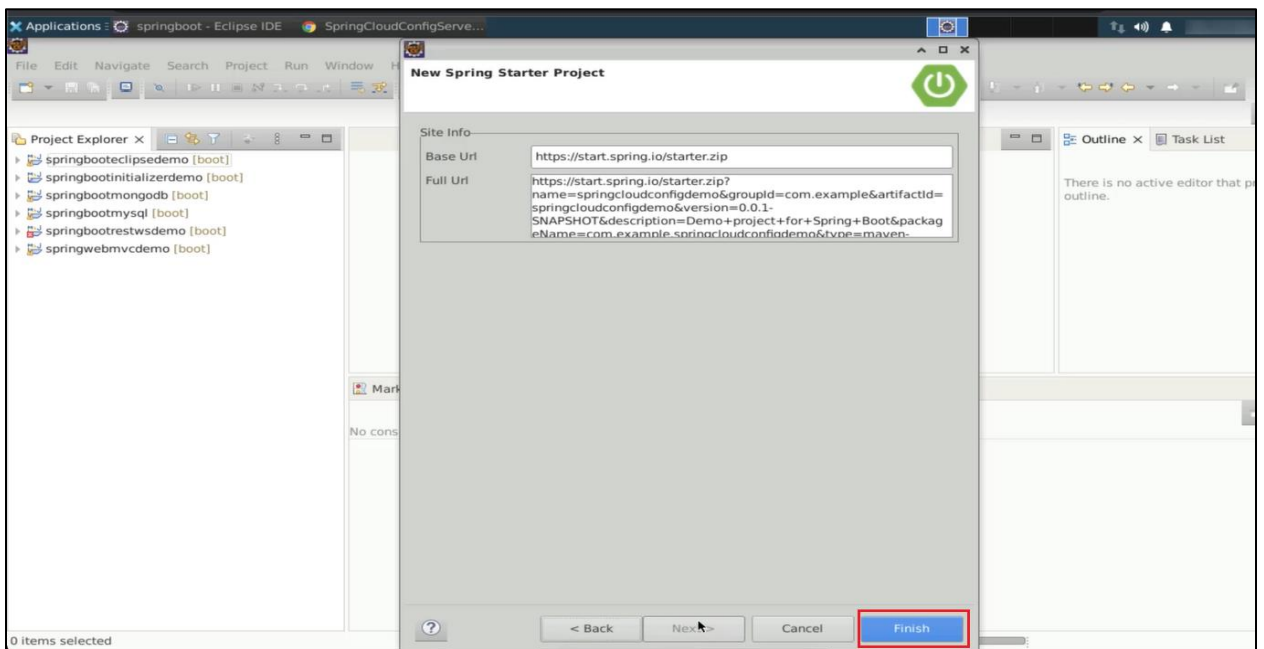 Applications springboot - Eclipse IDE SpringCloudConfigServe...
File Edit Navigate Search Project Run Window H
New Spring Starter Project
Project Explorer
Outline Task List
springbooteclipsedemo [boot]
springbootinitializerdemo [boot]
springbootmongodb [boot]
springbootmysql [boot]
springbootrestwsdemo [boot]
springwebmvcdemo [boot]
Site Info
Base Url https://start.spring.io/starter.zip
Full Url https://start.spring.io/starter.zip?
name=springcloudconfigdemo&groupId=com.example&artifactId=
springcloudconfigdemo&version=0.0.1-
SNAPSHOT&description=Demo+project+for+Spring+Boot&packag
eName=com.example.springcloudconfigdemo&type=maven-
There is no active editor that pr
outline.
Mark
No cons
? < Back Next > Cancel Finish
0 items selected